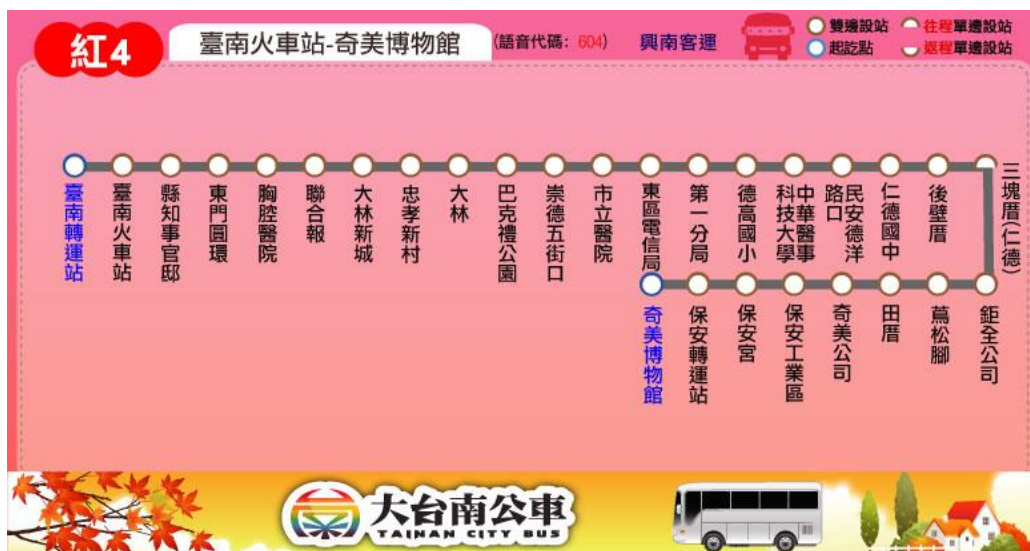 紅4
臺南火車站-奇美博物館
(語音代碼: 604)
興南客運
雙邊設站
起訖點
往程單邊設站
返程單邊設站
臺南轉運站
臺南火車站
縣知事官邸
東門圓環
胸腔醫院
聯合報
大林新城
忠孝新村
大林
巴克禮公園
崇德五街口
市立醫院
東區電信局
第一分局
德高國小
中華醫事
科技大學
民安德洋
路口
仁德國中
後壁厝
三塊厝(仁德)
鉅全公司
蔦松腳
田厝
奇美公司
保安工業區
保安宮
保安轉運站
奇美博物館
大台南公車
TAINAN CITY BUS